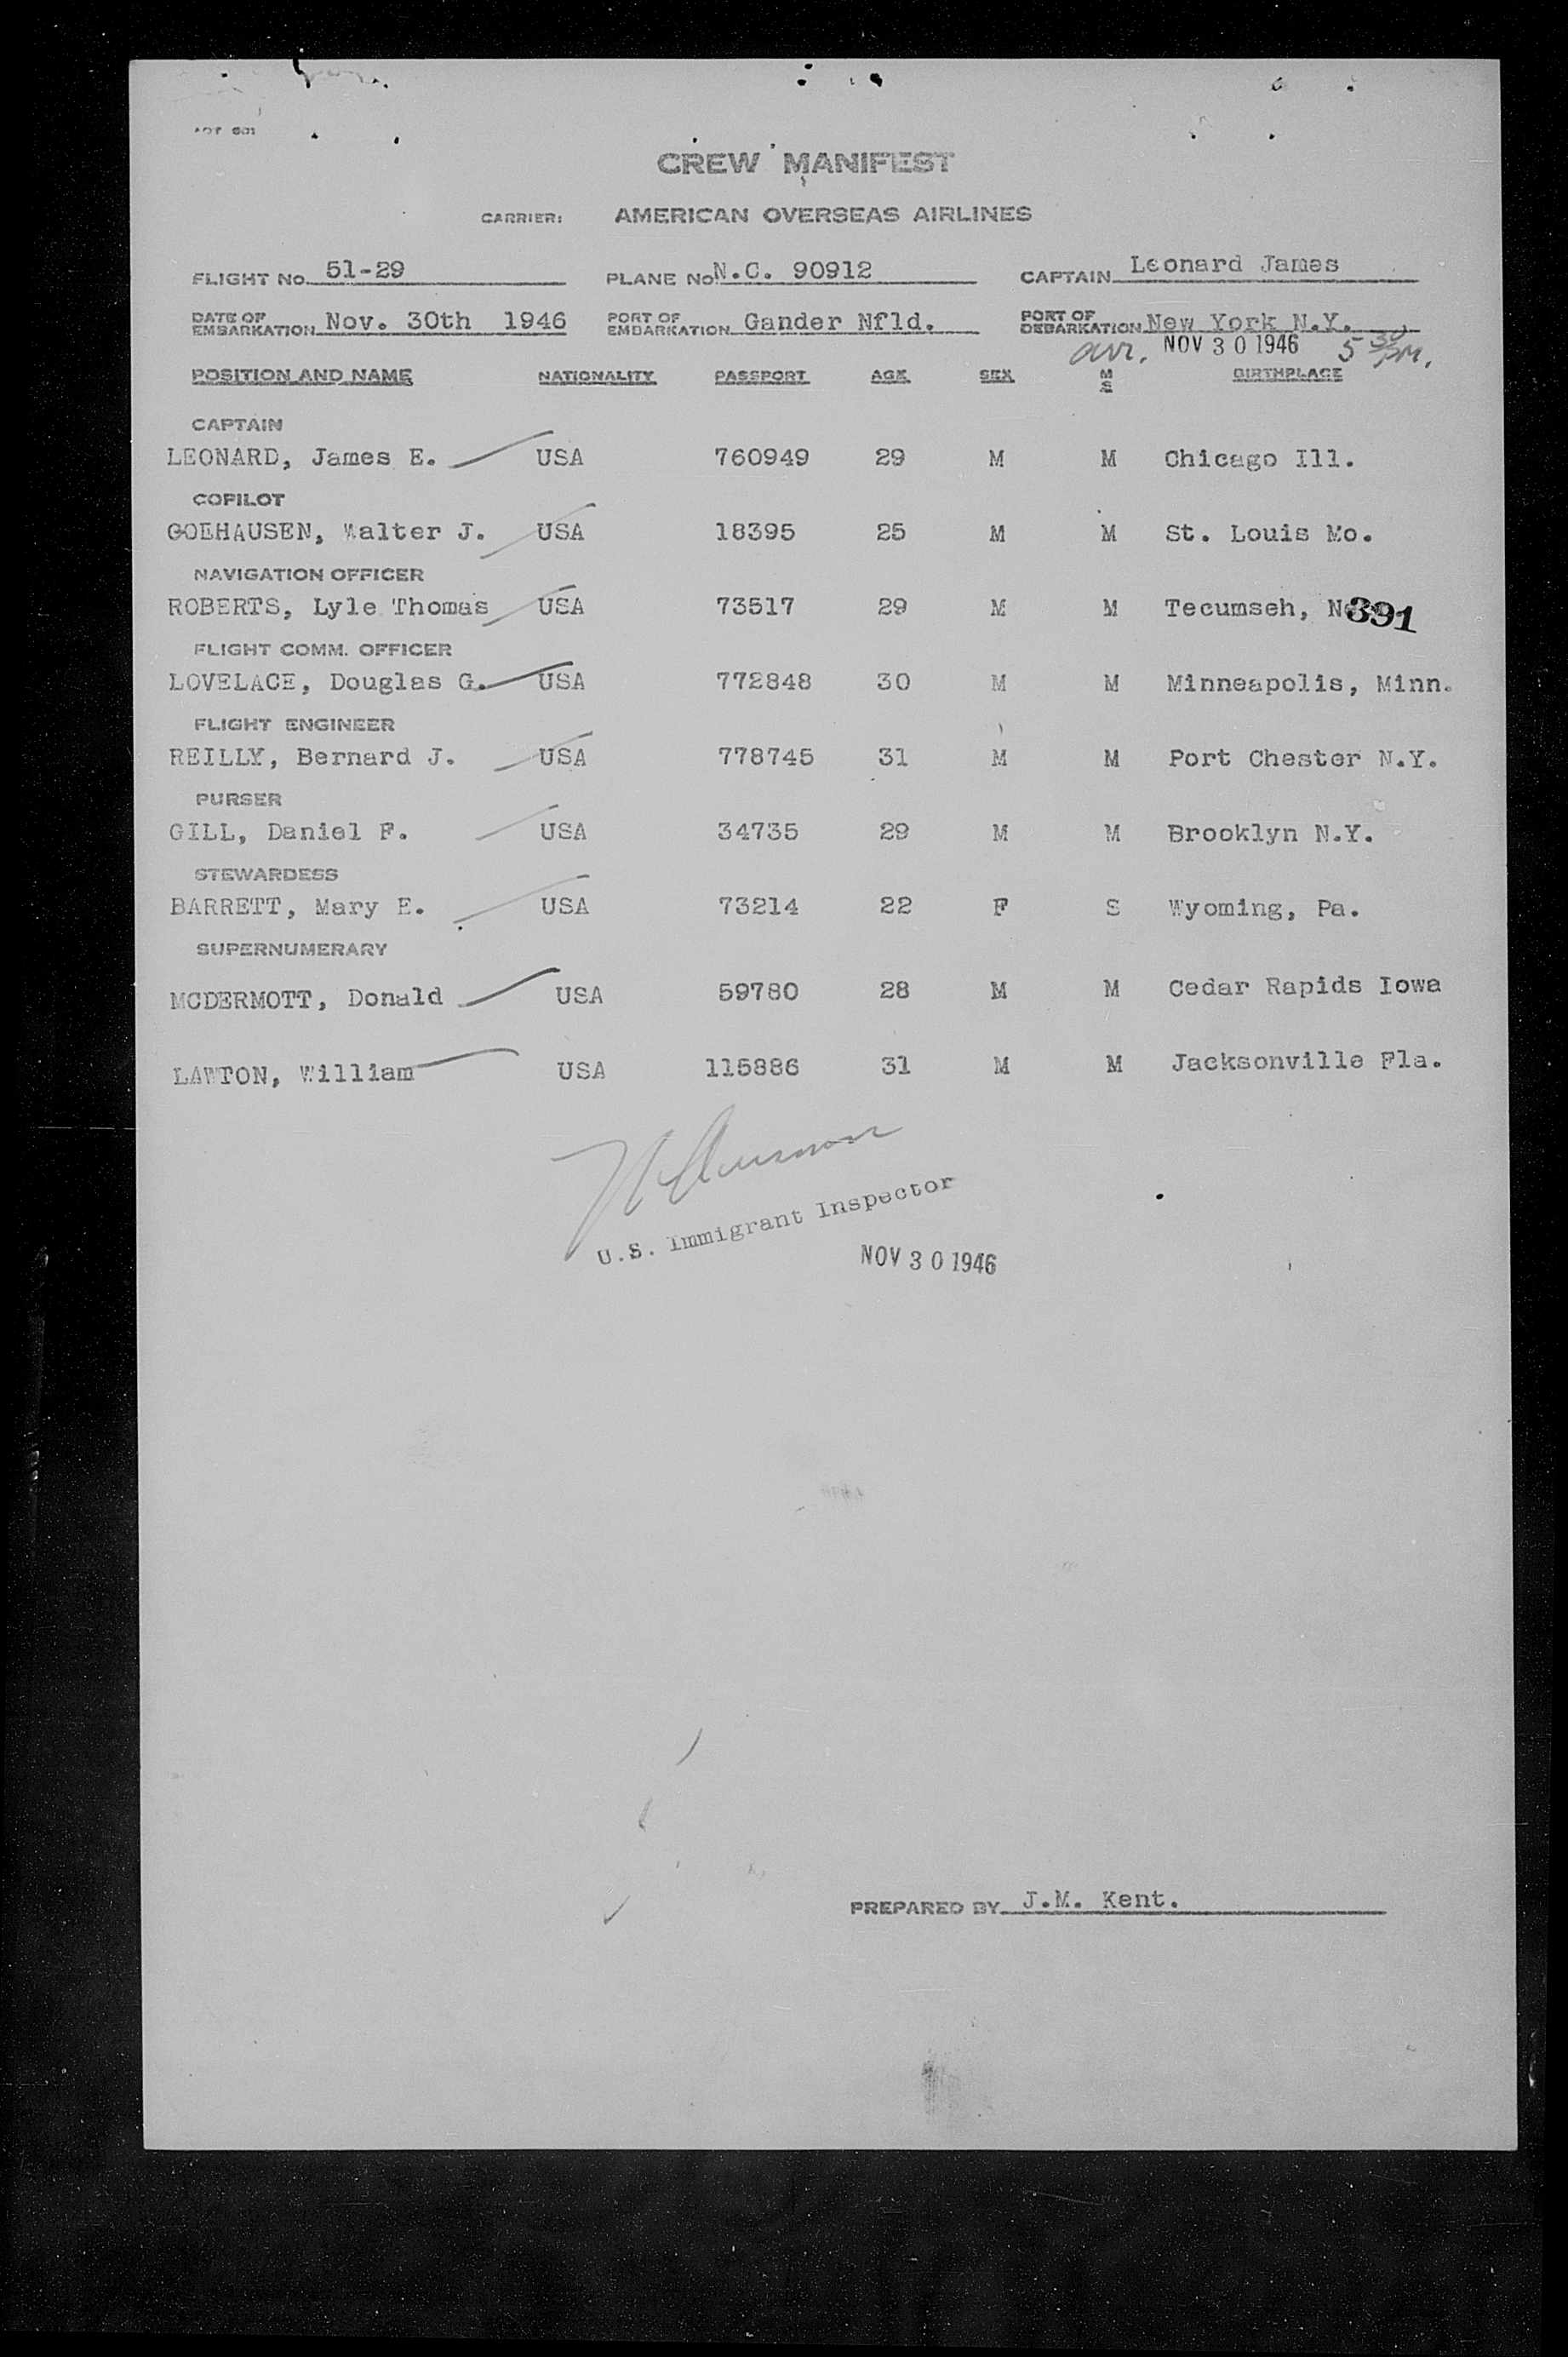 CREW MANIFEST
CARRIER: AMERICAN OVERSEAS AIRLINES
FLIGHT NO. 51-29 PLANE NO. N.C. 90912 CAPTAIN Leonard James
DATE OF EMBARKATION Nov. 30th 1946 PORT OF EMBARKATION Gander Nfld. PORT OF DEBARKATION New York N.Y.
arr. NOV 30 1946 5 30 PM.
POSITION AND NAME NATIONALITY PASSPORT AGE SEX M S BIRTHPLACE
CAPTAIN
LEONARD, James E. USA 760949 29 M M Chicago Ill.
COPILOT
GOEHAUSEN, Walter J. USA 18395 25 M M St. Louis Mo.
NAVIGATION OFFICER
ROBERTS, Lyle Thomas USA 73517 29 M M Tecumseh, 391
FLIGHT COMM. OFFICER
LOVELACE, Douglas G. USA 772848 30 M M Minneapolis, Minn.
FLIGHT ENGINEER
REILLY, Bernard J. USA 778745 31 M M Port Chester N.Y.
PURSER
GILL, Daniel F. USA 34735 29 M M Brooklyn N.Y.
STEWARDESS
BARRETT, Mary E. USA 73214 22 F S Wyoming, Pa.
SUPERNUMERARY
MCDERMOTT, Donald USA 59780 28 M M Cedar Rapids Iowa
LAWTON, William USA 115886 31 M M Jacksonville Fla.
U.S. Immigrant Inspector
NOV 30 1946
PREPARED BY J.M. Kent.